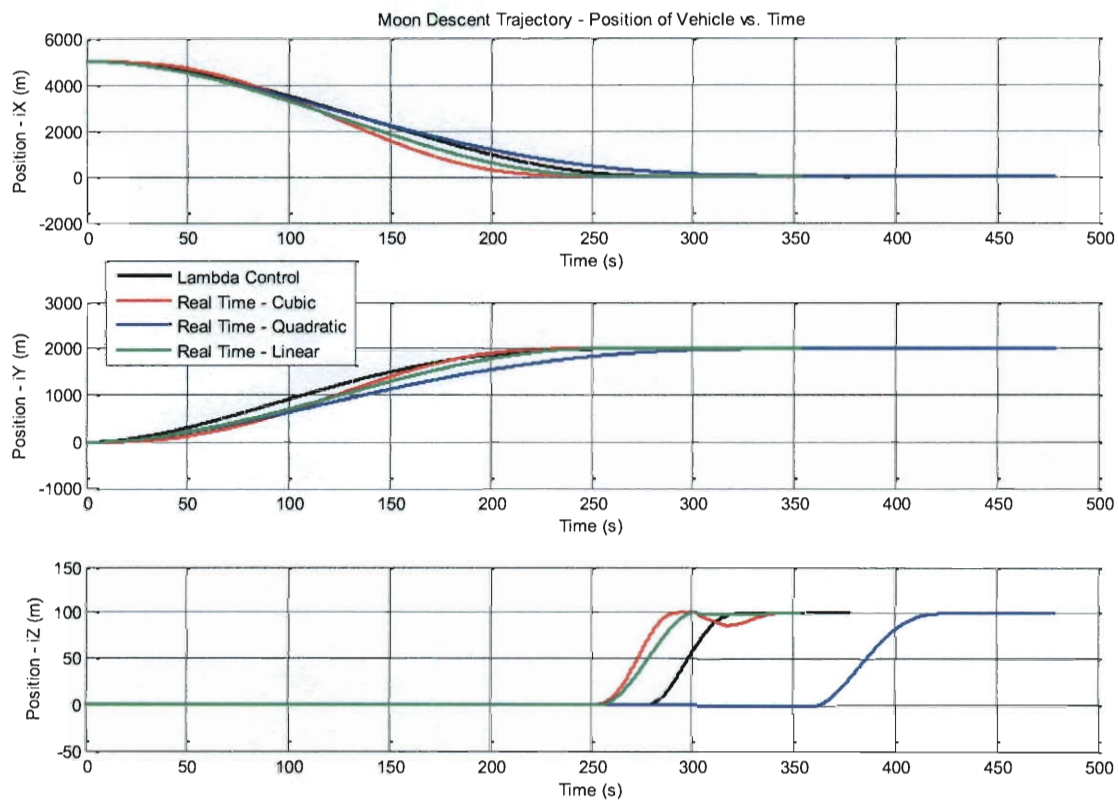 Moon Descent Trajectory - Position of Vehicle vs. Time
6000
4000
2000
0
-2000
Position - iX (m)
0 50 100 150 200 250 300 350 400 450 500
Time (s)
Lambda Control
Real Time - Cubic
Real Time - Quadratic
Real Time - Linear
3000
2000
1000
0
-1000
Position - iY (m)
0 50 100 150 200 250 300 350 400 450 500
Time (s)
150
100
50
0
-50
Position - iZ (m)
0 50 100 150 200 250 300 350 400 450 500
Time (s)